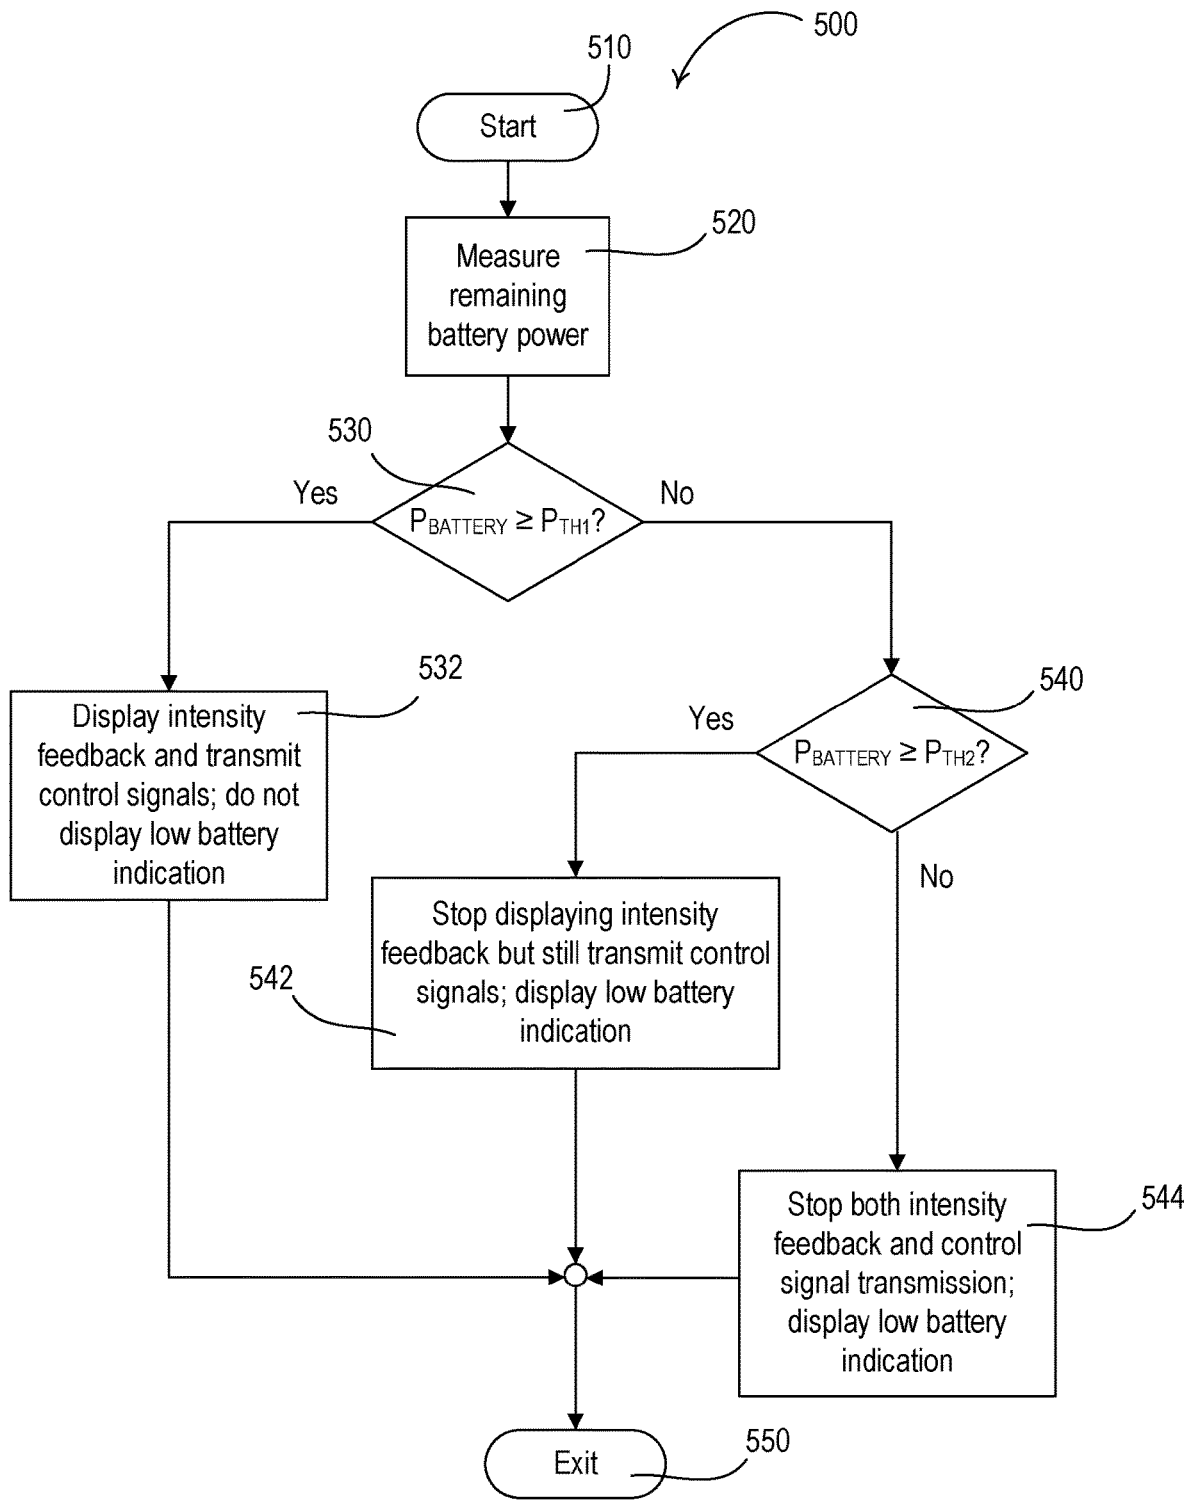 500
510
Start
520
Measure
remaining
battery power
530
Yes
No
PBATTERY ≥ PTH1?
532
Display intensity
feedback and transmit
control signals; do not
display low battery
indication
540
Yes
PBATTERY ≥ PTH2?
No
542
Stop displaying intensity
feedback but still transmit control
signals; display low battery
indication
544
Stop both intensity
feedback and control
signal transmission;
display low battery
indication
550
Exit